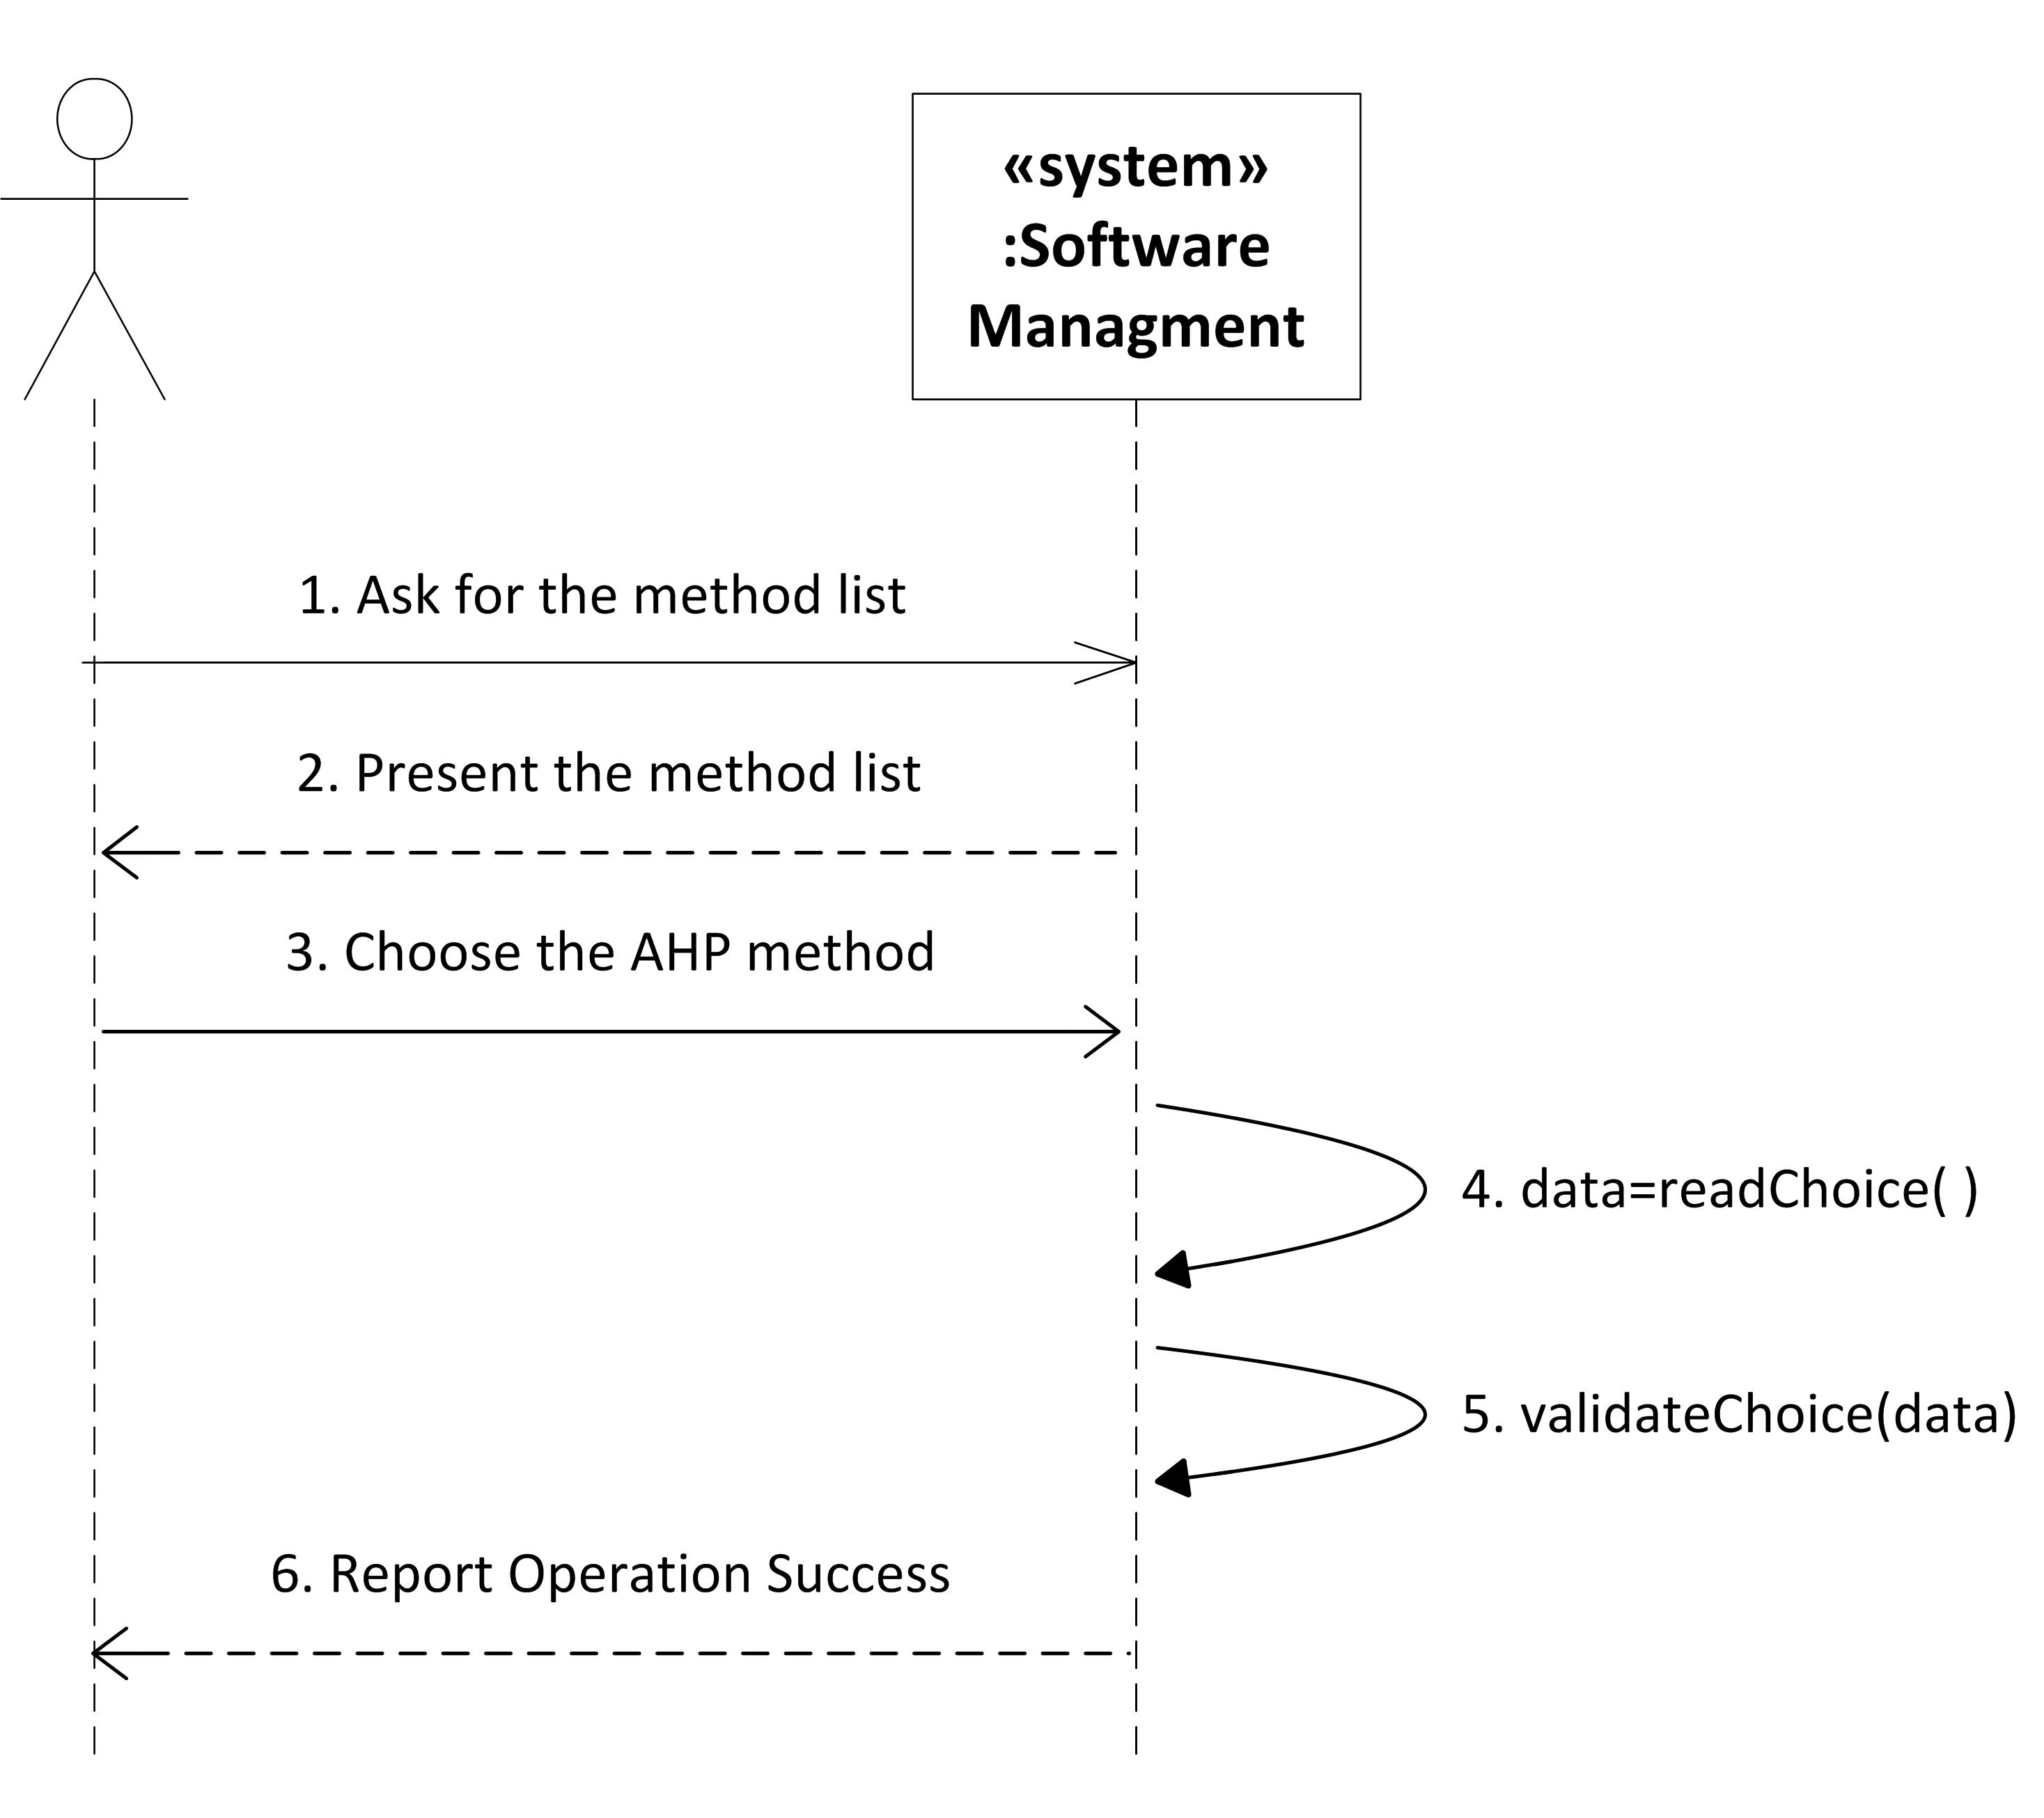 «system»
:Software
Managment
1. Ask for the method list
2. Present the method list
3. Choose the AHP method
4. data=readChoice( )
5. validateChoice(data)
6. Report Operation Success